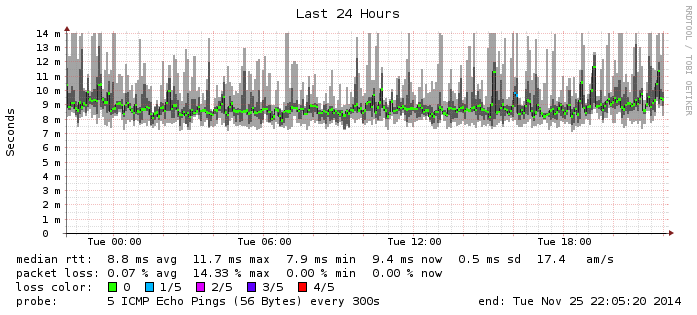 Last 24 Hours
RRDTOOL / TOBI OETIKER
Seconds
14 m
13 m
12 m
11 m
10 m
9 m
8 m
7 m
6 m
5 m
4 m
3 m
2 m
1 m
0
Tue 00:00 Tue 06:00 Tue 12:00 Tue 18:00
median rtt: 8.8 ms avg 11.7 ms max 7.9 ms min 9.4 ms now 0.5 ms sd 17.4 am/s
packet loss: 0.07 % avg 14.33 % max 0.00 % min 0.00 % now
loss color: 0 1/5 2/5 3/5 4/5
probe: 5 ICMP Echo Pings (56 Bytes) every 300s end: Tue Nov 25 22:05:20 2014